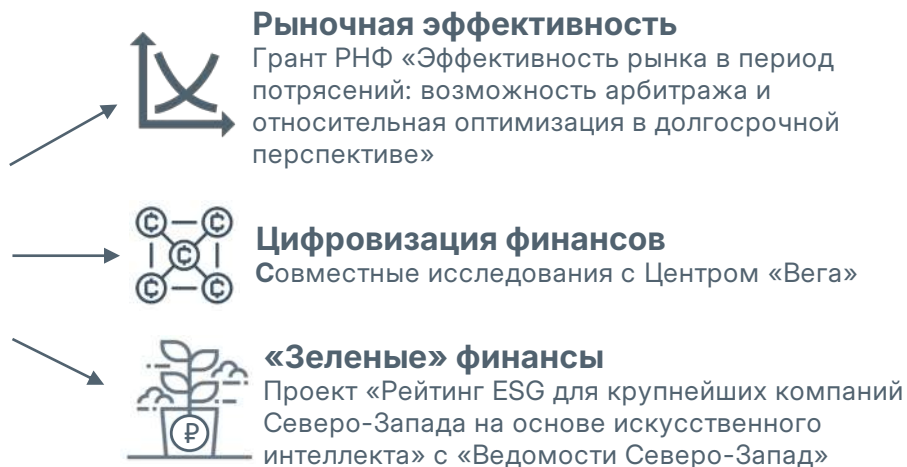 Рыночная эффективность
Грант РНФ «Эффективность рынка в период
потрясений: возможность арбитража и
относительная оптимизация в долгосрочной
перспективе»
Цифровизация финансов
Совместные исследования с Центром «Вега»
«Зеленые» финансы
Проект «Рейтинг ESG для крупнейших компаний
Северо-Запада на основе искусственного
интеллекта» с «Ведомости Северо-Запад»